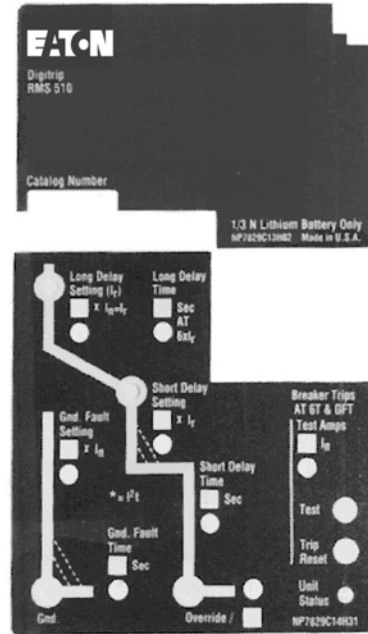 EATON
Digitrip
RMS 510
Catalog Number
1/3 N Lithium Battery Only
NP7829C13H02 Made in U.S.A.
Long Delay
Setting (Ir)
x In=Ir
Long Delay
Time
Sec
AT
6xIr
Short Delay
Setting
x Ir
Breaker Trips
AT 6T & GFT
Test Amps
In
Gnd. Fault
Setting
x In
Short Delay
Time
Sec
* = I²t
Test
Gnd. Fault
Time
Sec
Trip
Reset
Unit
Status
Gnd.
Override /
NP7829C14H31